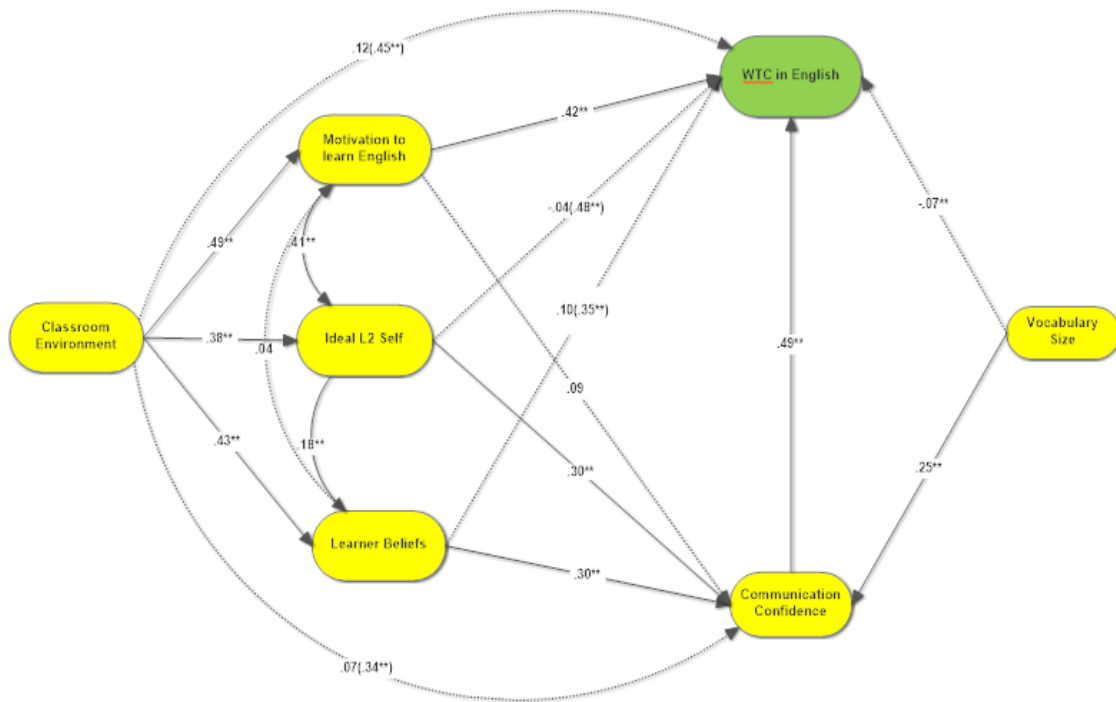 .12(.45**)
WTC in English
Motivation to
learn English
.42**
-.04(.48**)
-.07**
.49**
.41**
.10(.35**)
Classroom
Environment
.38**
Ideal L2 Self
.04
.49**
Vocabulary
Size
.09
.43**
.18**
.30**
.25**
Learner Beliefs
.30**
Communication
Confidence
.07(.34**)